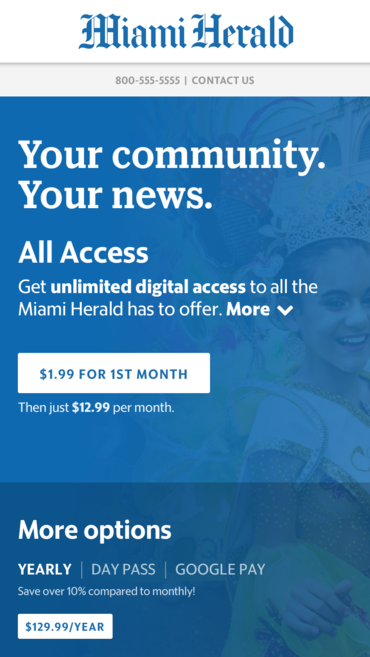 Miami Herald
800-555-5555 | CONTACT US
Your community.
Your news.
All Access
Get unlimited digital access to all the
Miami Herald has to offer. More
$1.99 FOR 1ST MONTH
Then just $12.99 per month.
More options
YEARLY | DAY PASS | GOOGLE PAY
Save over 10% compared to monthly!
$129.99/YEAR